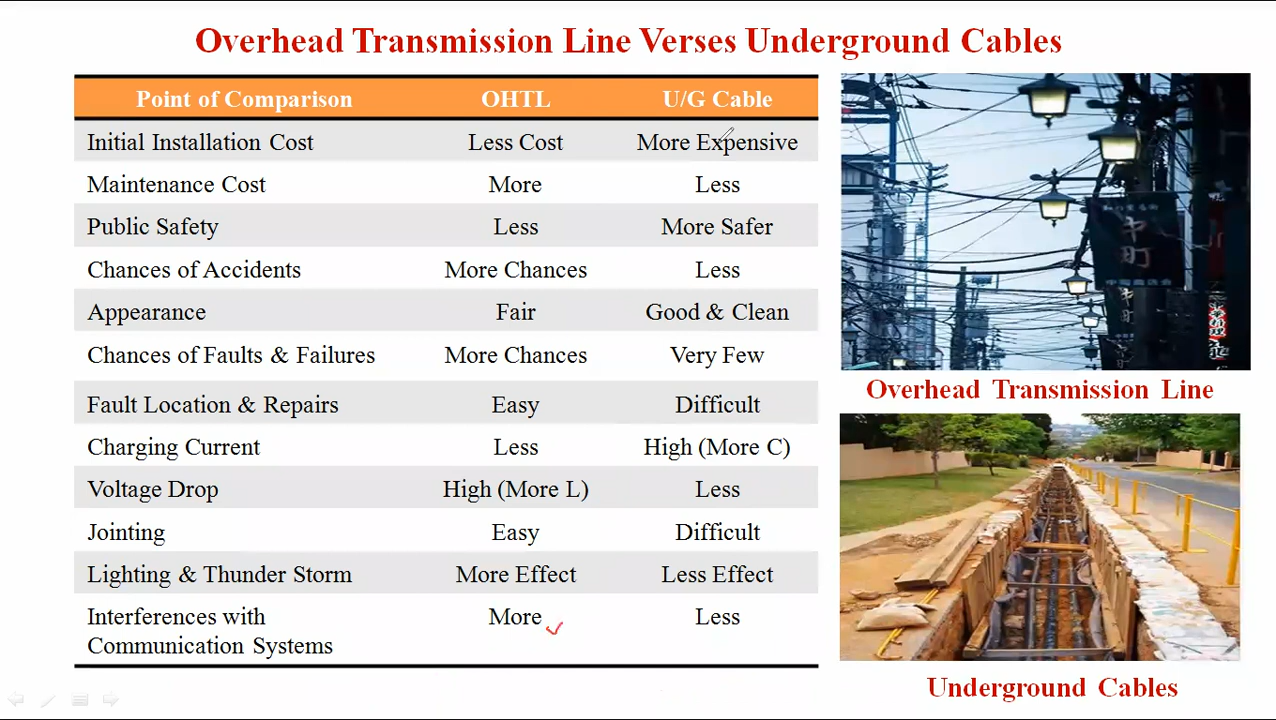 Overhead Transmission Line Verses Underground Cables
Point of Comparison OHTL U/G Cable
Initial Installation Cost Less Cost More Expensive
Maintenance Cost More Less
Public Safety Less More Safer
Chances of Accidents More Chances Less
Appearance Fair Good & Clean
Chances of Faults & Failures More Chances Very Few
Fault Location & Repairs Easy Difficult
Charging Current Less High (More C)
Voltage Drop High (More L) Less
Jointing Easy Difficult
Lighting & Thunder Storm More Effect Less Effect
Interferences with More Less
Communication Systems
中町
Overhead Transmission Line
Underground Cables